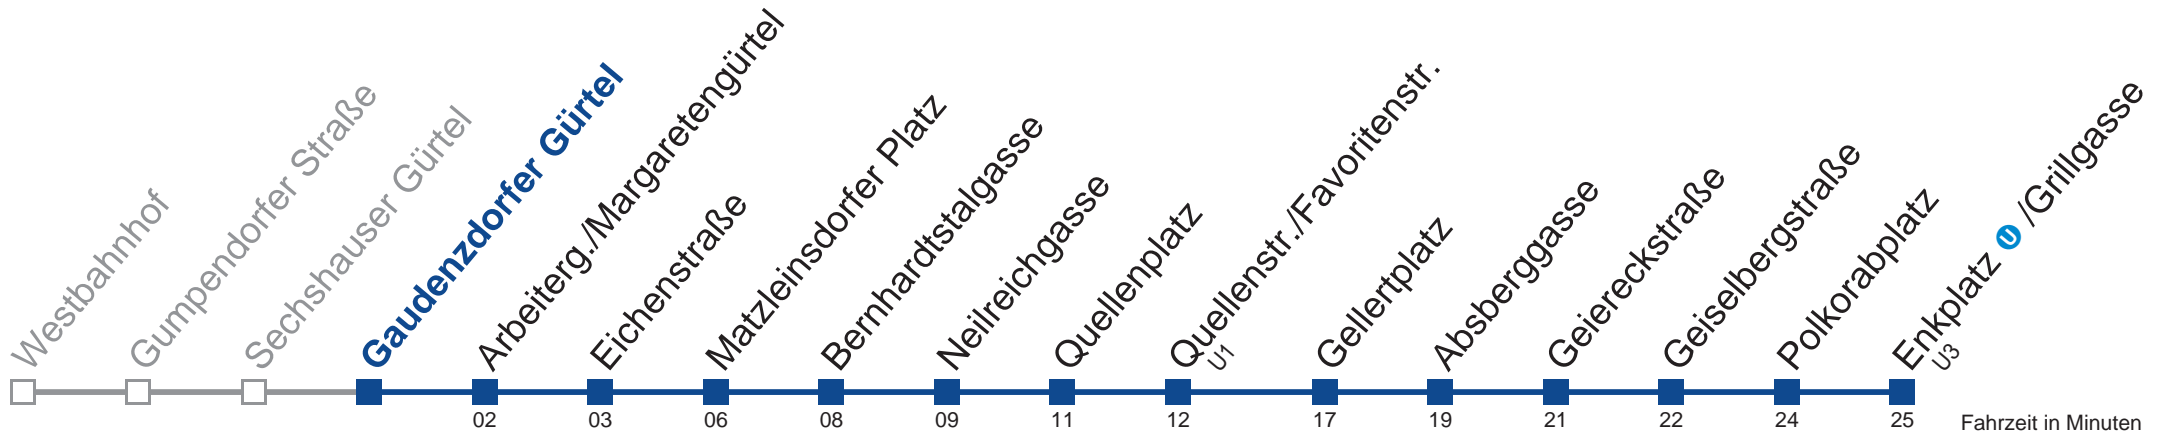 Westbahnhof
Gumpendorfer Straße
Sechshauser Gürtel
Gaudenzdorfer Gürtel
Arbeiterg./Margaretengürtel
Eichenstraße
Matzleinsdorfer Platz
Bernhardtstalgasse
Neilreichgasse
Quellenplatz
Quellenstr./Favoritenstr.
U1
Gellertplatz
Absberggasse
Geiereckstraße
Geiselbergstraße
Polkorabplatz
Enkplatz U /Grillgasse
U3
02 03 06 08 09 11 12 17 19 21 22 24 25 Fahrzeit in Minuten